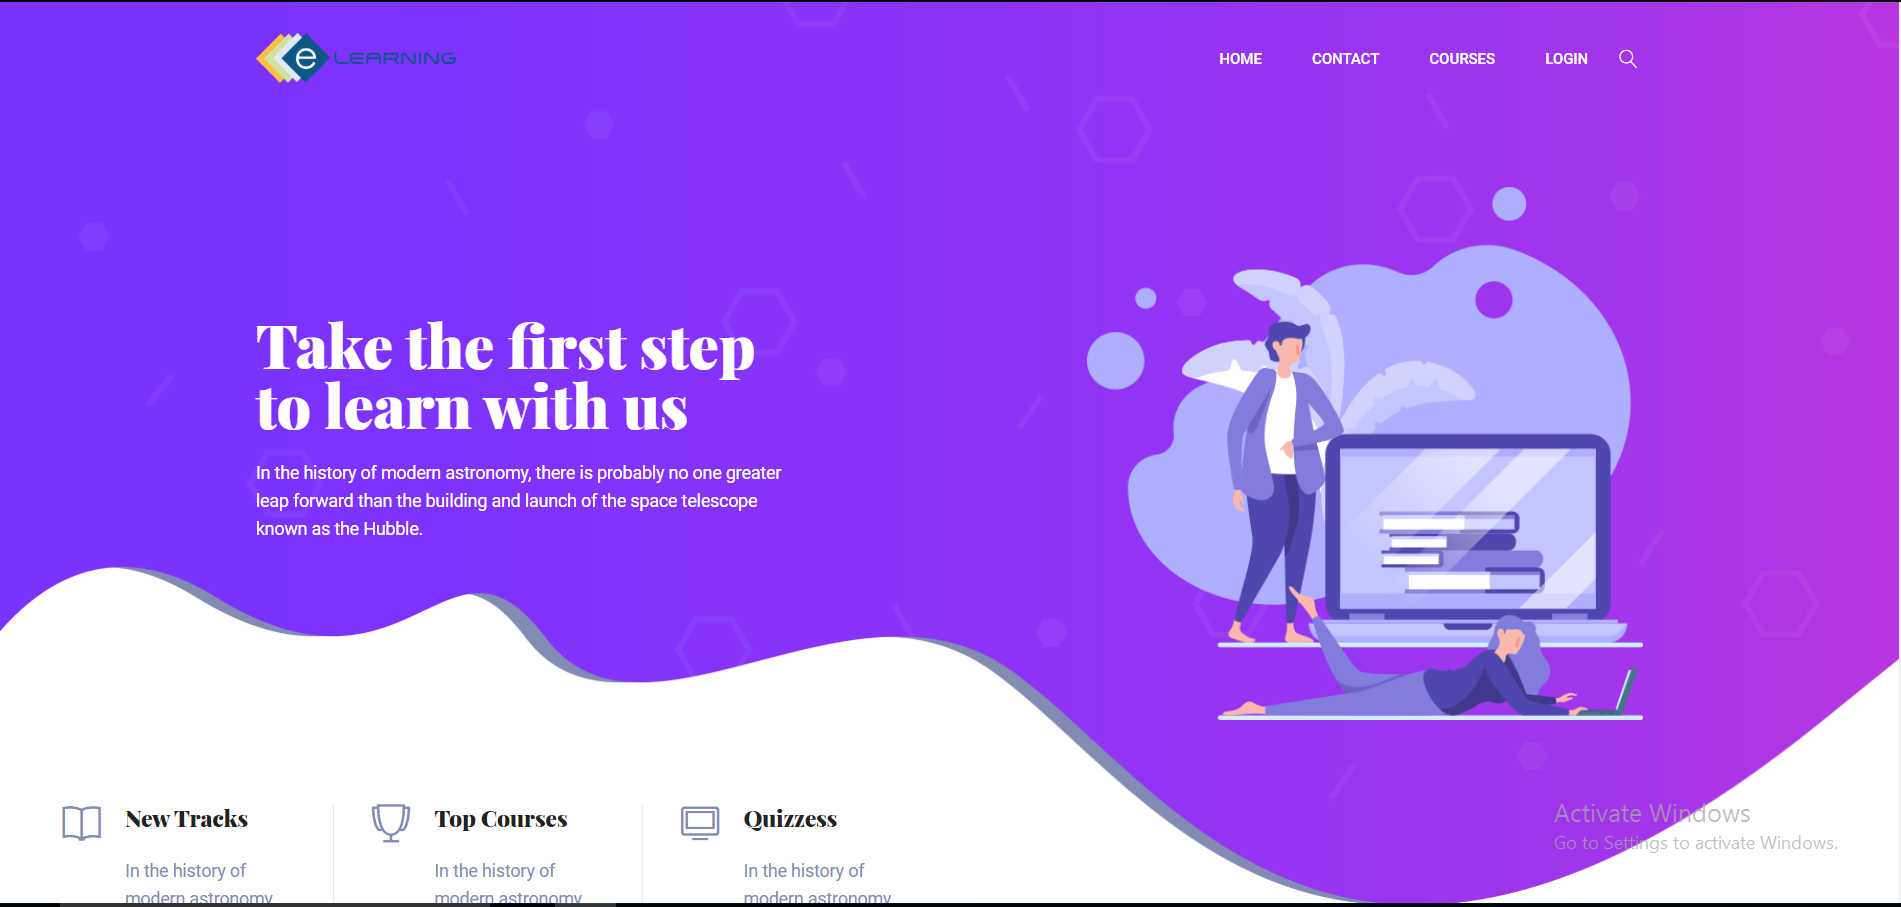 e LEARNING
HOME CONTACT COURSES LOGIN
Take the first step
to learn with us
In the history of modern astronomy, there is probably no one greater
leap forward than the building and launch of the space telescope
known as the Hubble.
New Tracks
In the history of
modern astronomy
Top Courses
In the history of
modern astronomy
Quizzess
In the history of
modern astronomy
Activate Windows
Go to Settings to activate Windows.